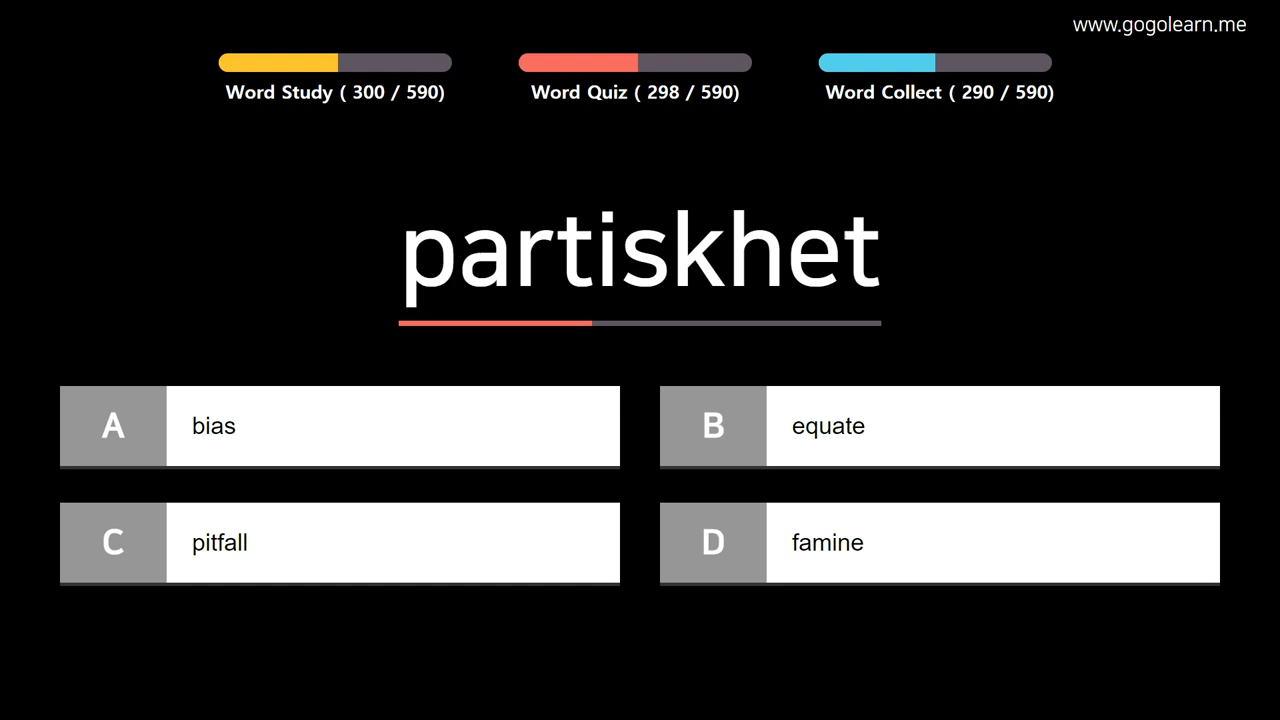 www.gogolearn.me
Word Study ( 300 / 590)
Word Quiz ( 298 / 590)
Word Collect ( 290 / 590)
partiskhet
A bias
B equate
C pitfall
D famine